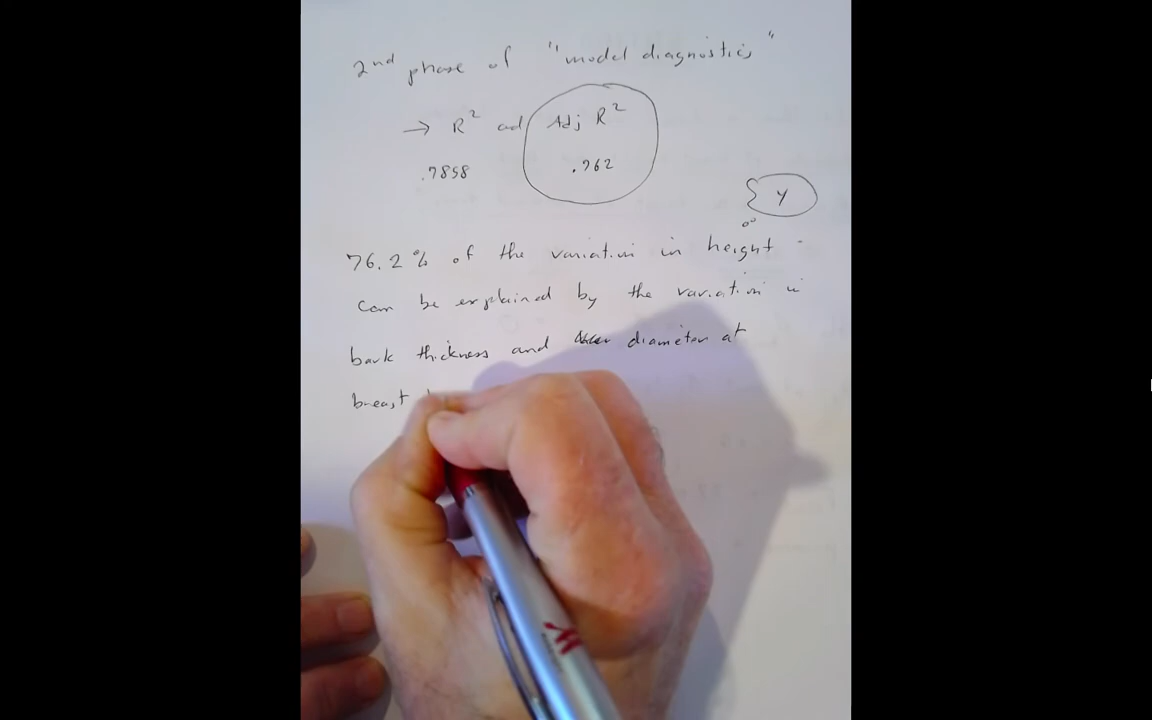 2nd phase of "model diagnostics"
→ R² ad Adj R²
.7858 .762
y
76.2% of the variation in height
can be explained by the variation in
bark thickness and diameter at
breast